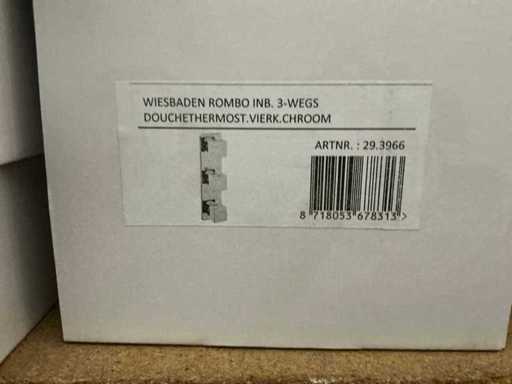 WIESBADEN ROMBO INB. 3-WEGS
DOUCHETHERMOST.VIERK.CHROOM
ARTNR. : 29.3966
8 718053 678313 >